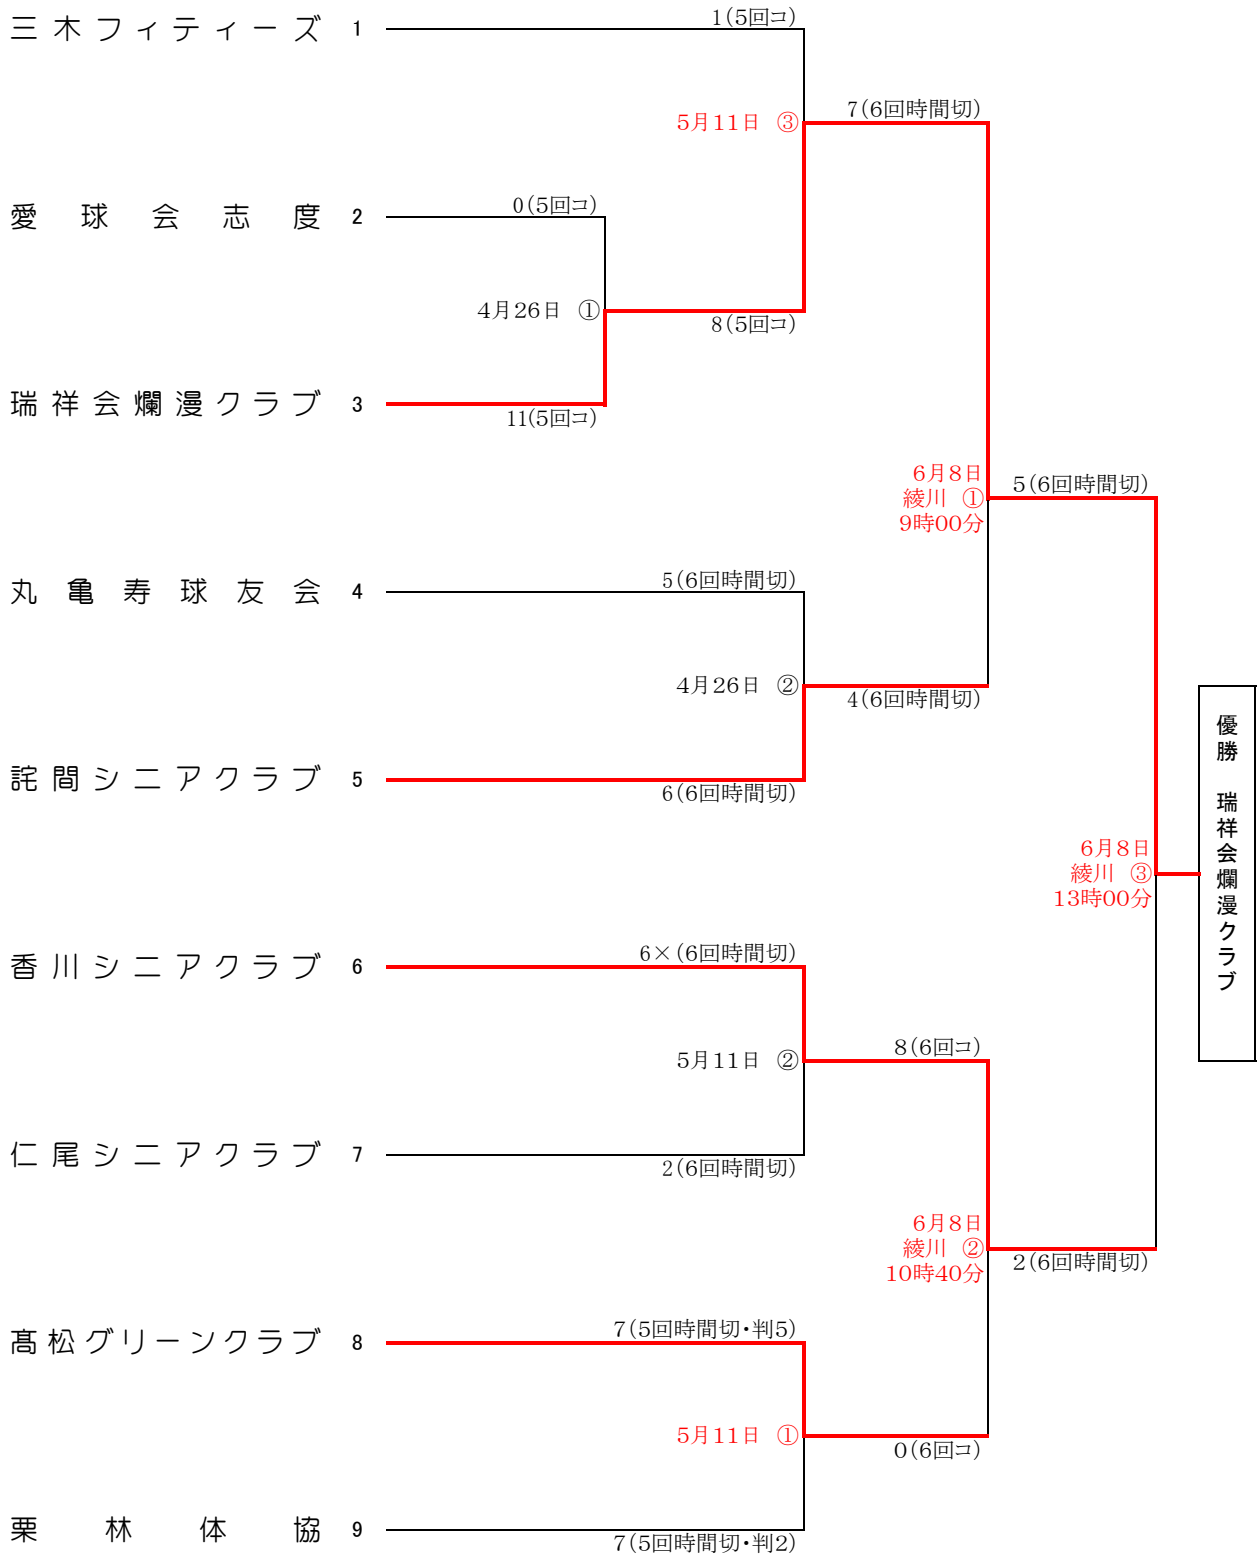 三木フィティーズ 1
1(5回コ)
5月11日 ③
7(6回時間切)
愛球会志度 2
0(5回コ)
4月26日 ①
8(5回コ)
瑞祥会爛漫クラブ 3
11(5回コ)
6月8日
綾川 ①
9時00分
5(6回時間切)
丸亀寿球友会 4
5(6回時間切)
4月26日 ②
4(6回時間切)
詫間シニアクラブ 5
6(6回時間切)
優勝 瑞祥会爛漫クラブ
6月8日
綾川 ③
13時00分
香川シニアクラブ 6
6×(6回時間切)
5月11日 ②
8(6回コ)
仁尾シニアクラブ 7
2(6回時間切)
6月8日
綾川 ②
10時40分
2(6回時間切)
髙松グリーンクラブ 8
7(5回時間切・判5)
5月11日 ①
0(6回コ)
栗林体協 9
7(5回時間切・判2)